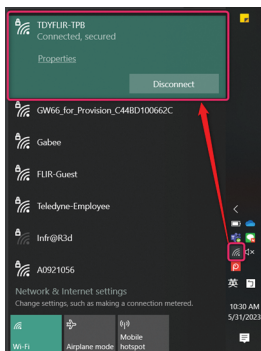 TDYFLIR-TPB
Connected, secured
Properties
Disconnect
GW66_for_Provision_C44BD100662C
Gabee
FLIR-Guest
Teledyne-Employee
Infr@R3d
A0921056
Network & Internet settings
Change settings, such as making a connection metered.
Wi-Fi
Airplane mode
Mobile
hotspot
英
10:30 AM
5/31/2023